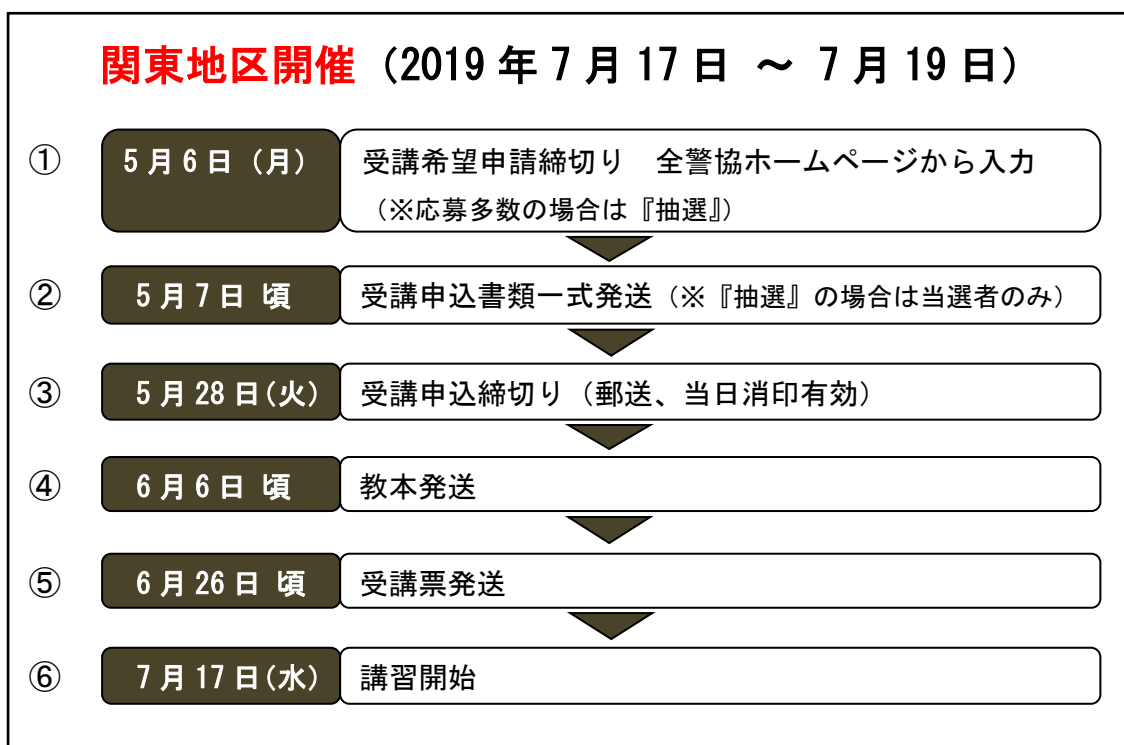 関東地区開催（2019年7月17日 ～ 7月19日）
① 5月6日（月） 受講希望申請締切り　全警協ホームページから入力
（※応募多数の場合は『抽選』）
② 5月7日 頃 受講申込書類一式発送（※『抽選』の場合は当選者のみ）
③ 5月28日(火) 受講申込締切り（郵送、当日消印有効）
④ 6月6日 頃 教本発送
⑤ 6月26日 頃 受講票発送
⑥ 7月17日(水) 講習開始